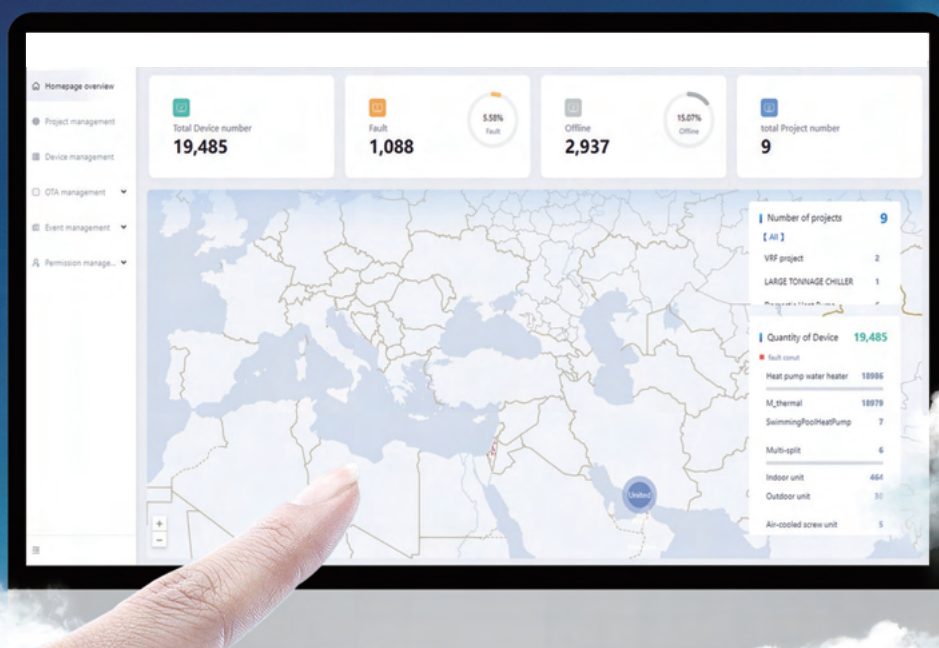 Homepage overview
Project management
Device management
OTA management
Event management
Permission manage...
Total Device number
19,485
Fault
1,088
5.58%
Fault
Offline
2,937
15.07%
Offline
total Project number
9
Number of projects 9
[ All ]
VRF project 2
LARGE TONNAGE CHILLER 1
Quantity of Device 19,485
fault conut
Heat pump water heater 18986
M_thermal 18979
SwimmingPoolHeatPump 7
Multi-split 6
Indoor unit 464
Outdoor unit
Air-cooled screw unit 5
United
+
−